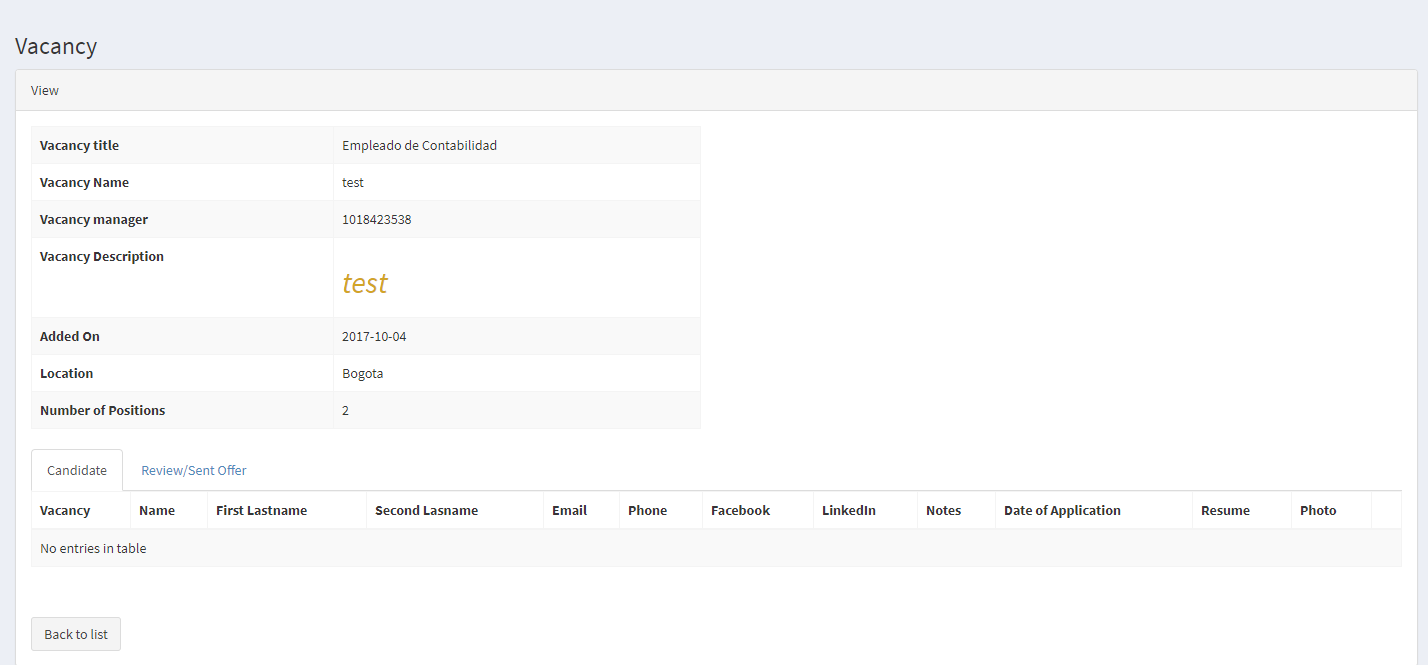 Vacancy
View
Vacancy title Empleado de Contabilidad
Vacancy Name test
Vacancy manager 1018423538
Vacancy Description test
Added On 2017-10-04
Location Bogota
Number of Positions 2
Candidate Review/Sent Offer
Vacancy Name First Lastname Second Lasname Email Phone Facebook LinkedIn Notes Date of Application Resume Photo
No entries in table
Back to list